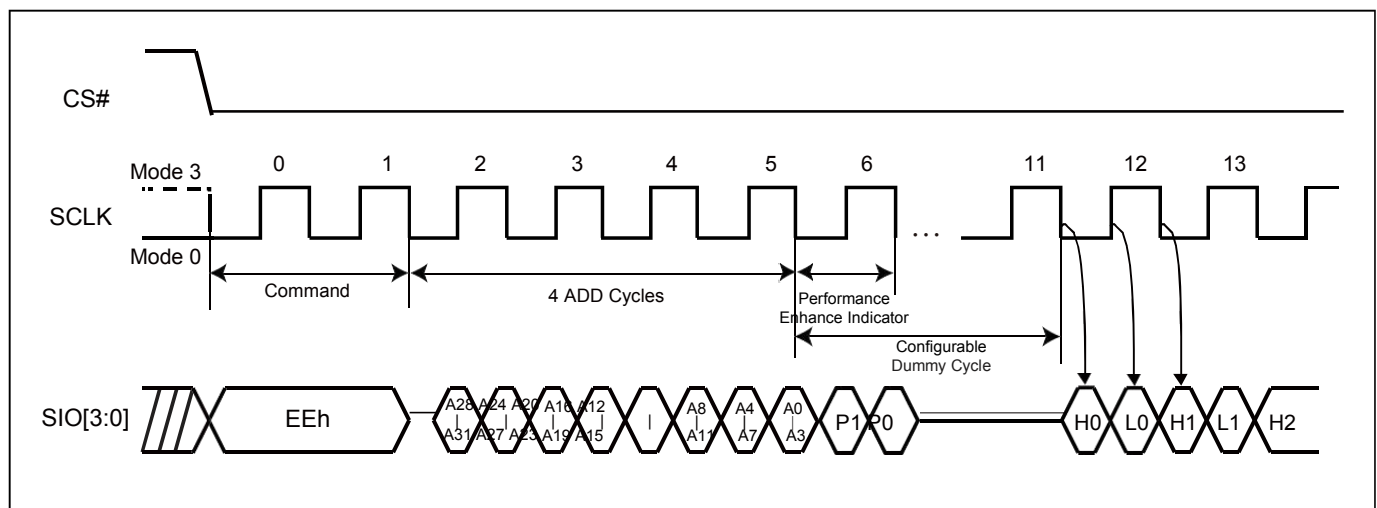 CS#
Mode 3
0 1 2 3 4 5 6 11 12 13
SCLK
...
Mode 0
Command
4 ADD Cycles
Performance
Enhance Indicator
Configurable
Dummy Cycle
SIO[3:0]
EEh
A28 | A31
A24 | A27
A20 | A23
A16 | A19
A12 | A15
|
A8 | A11
A4 | A7
A0 | A3
P1
P0
H0
L0
H1
L1
H2